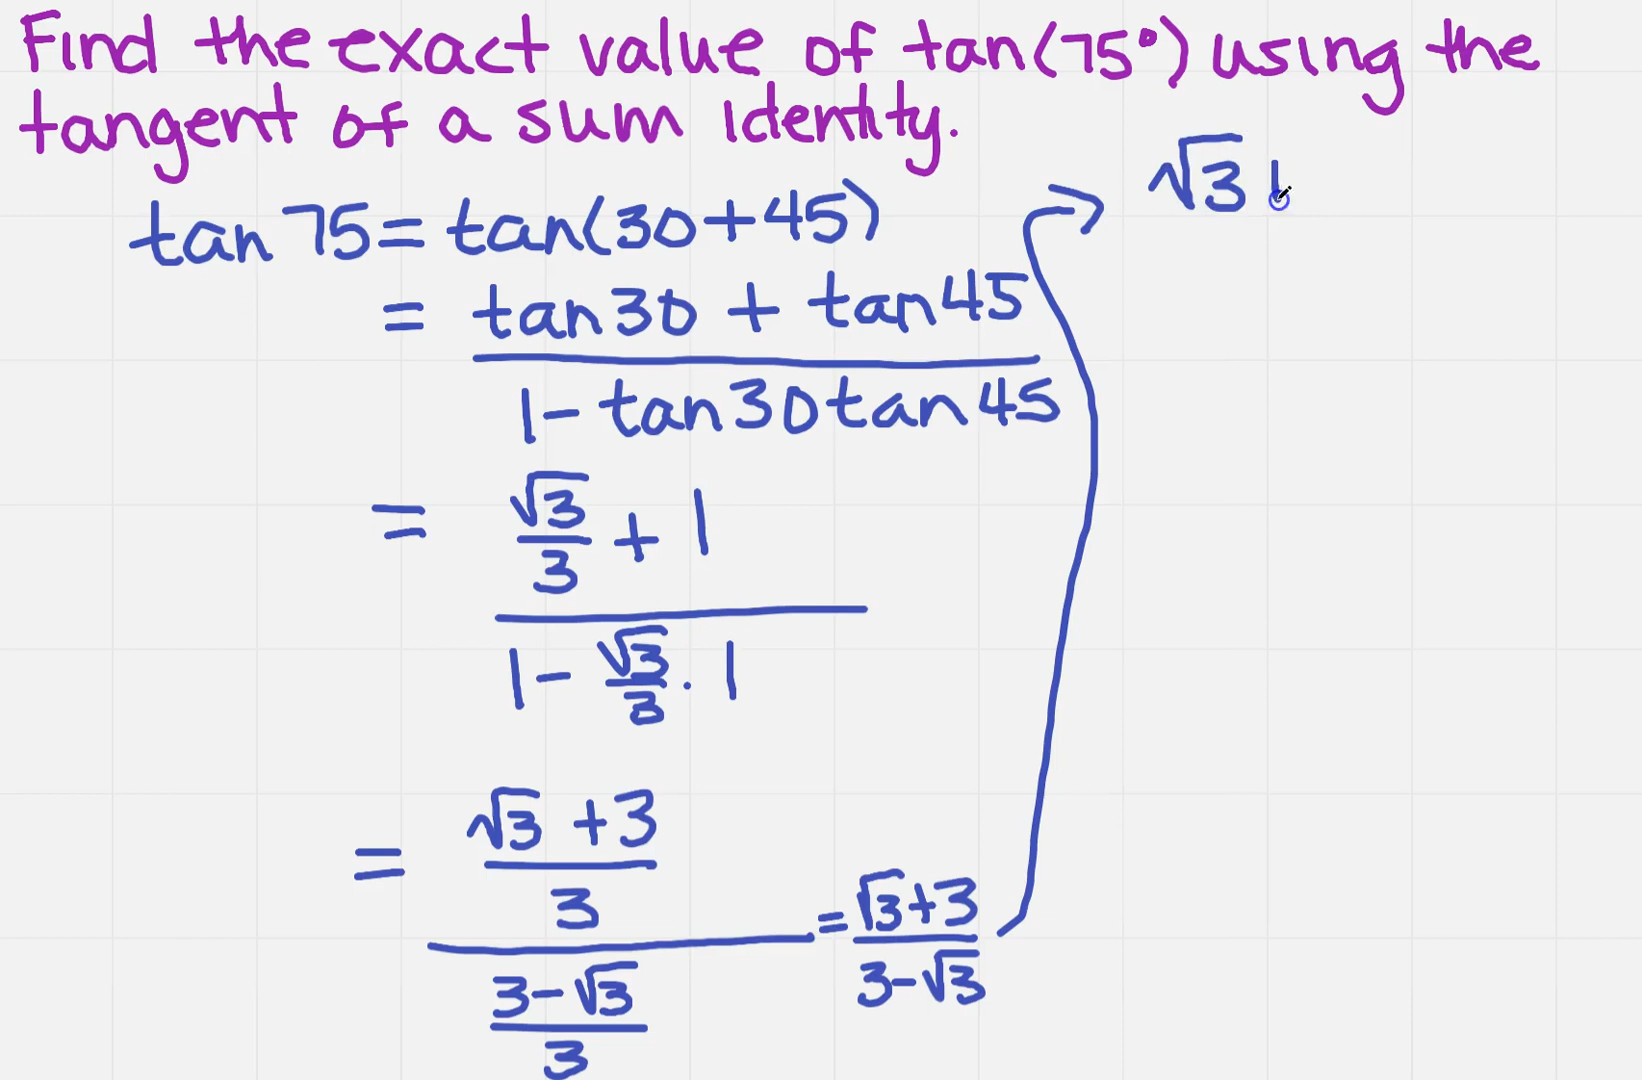 Find the exact value of tan(75°) using the
tangent of a sum identity.
tan 75 = tan(30+45)
= tan30 + tan45
1 - tan30 tan45
= √3/3 + 1
1 - √3/3 · 1
= √3 + 3
3
3 - √3
3
= √3+3
3-√3
√3